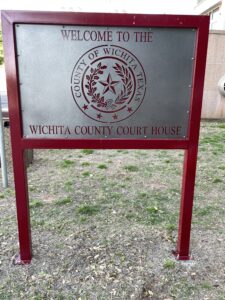 WELCOME TO THE
COUNTY OF WICHITA, TEXAS
WICHITA COUNTY COURT HOUSE